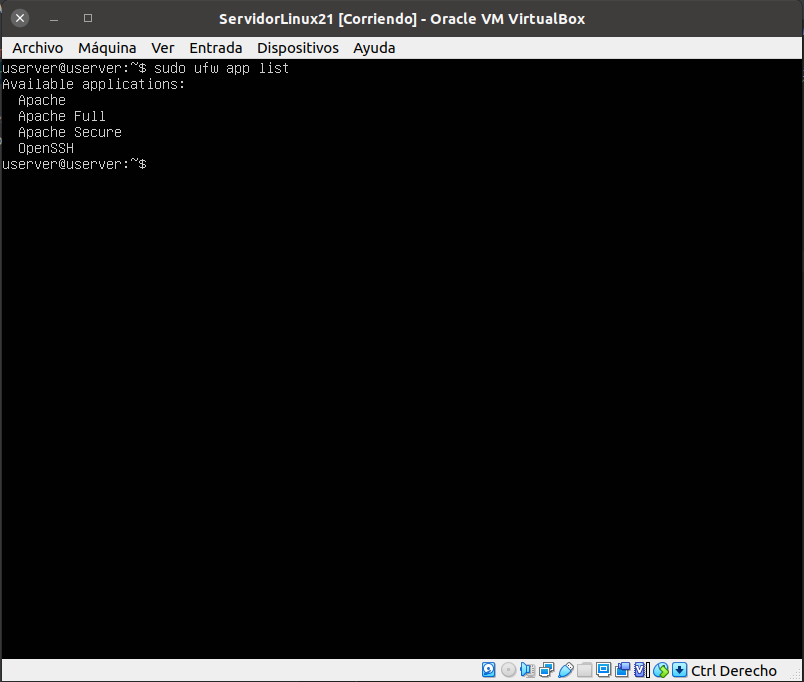 ServidorLinux21 [Corriendo] - Oracle VM VirtualBox
Archivo Máquina Ver Entrada Dispositivos Ayuda
userver@userver:~$ sudo ufw app list
Available applications:
  Apache
  Apache Full
  Apache Secure
  OpenSSH
userver@userver:~$
Ctrl Derecho